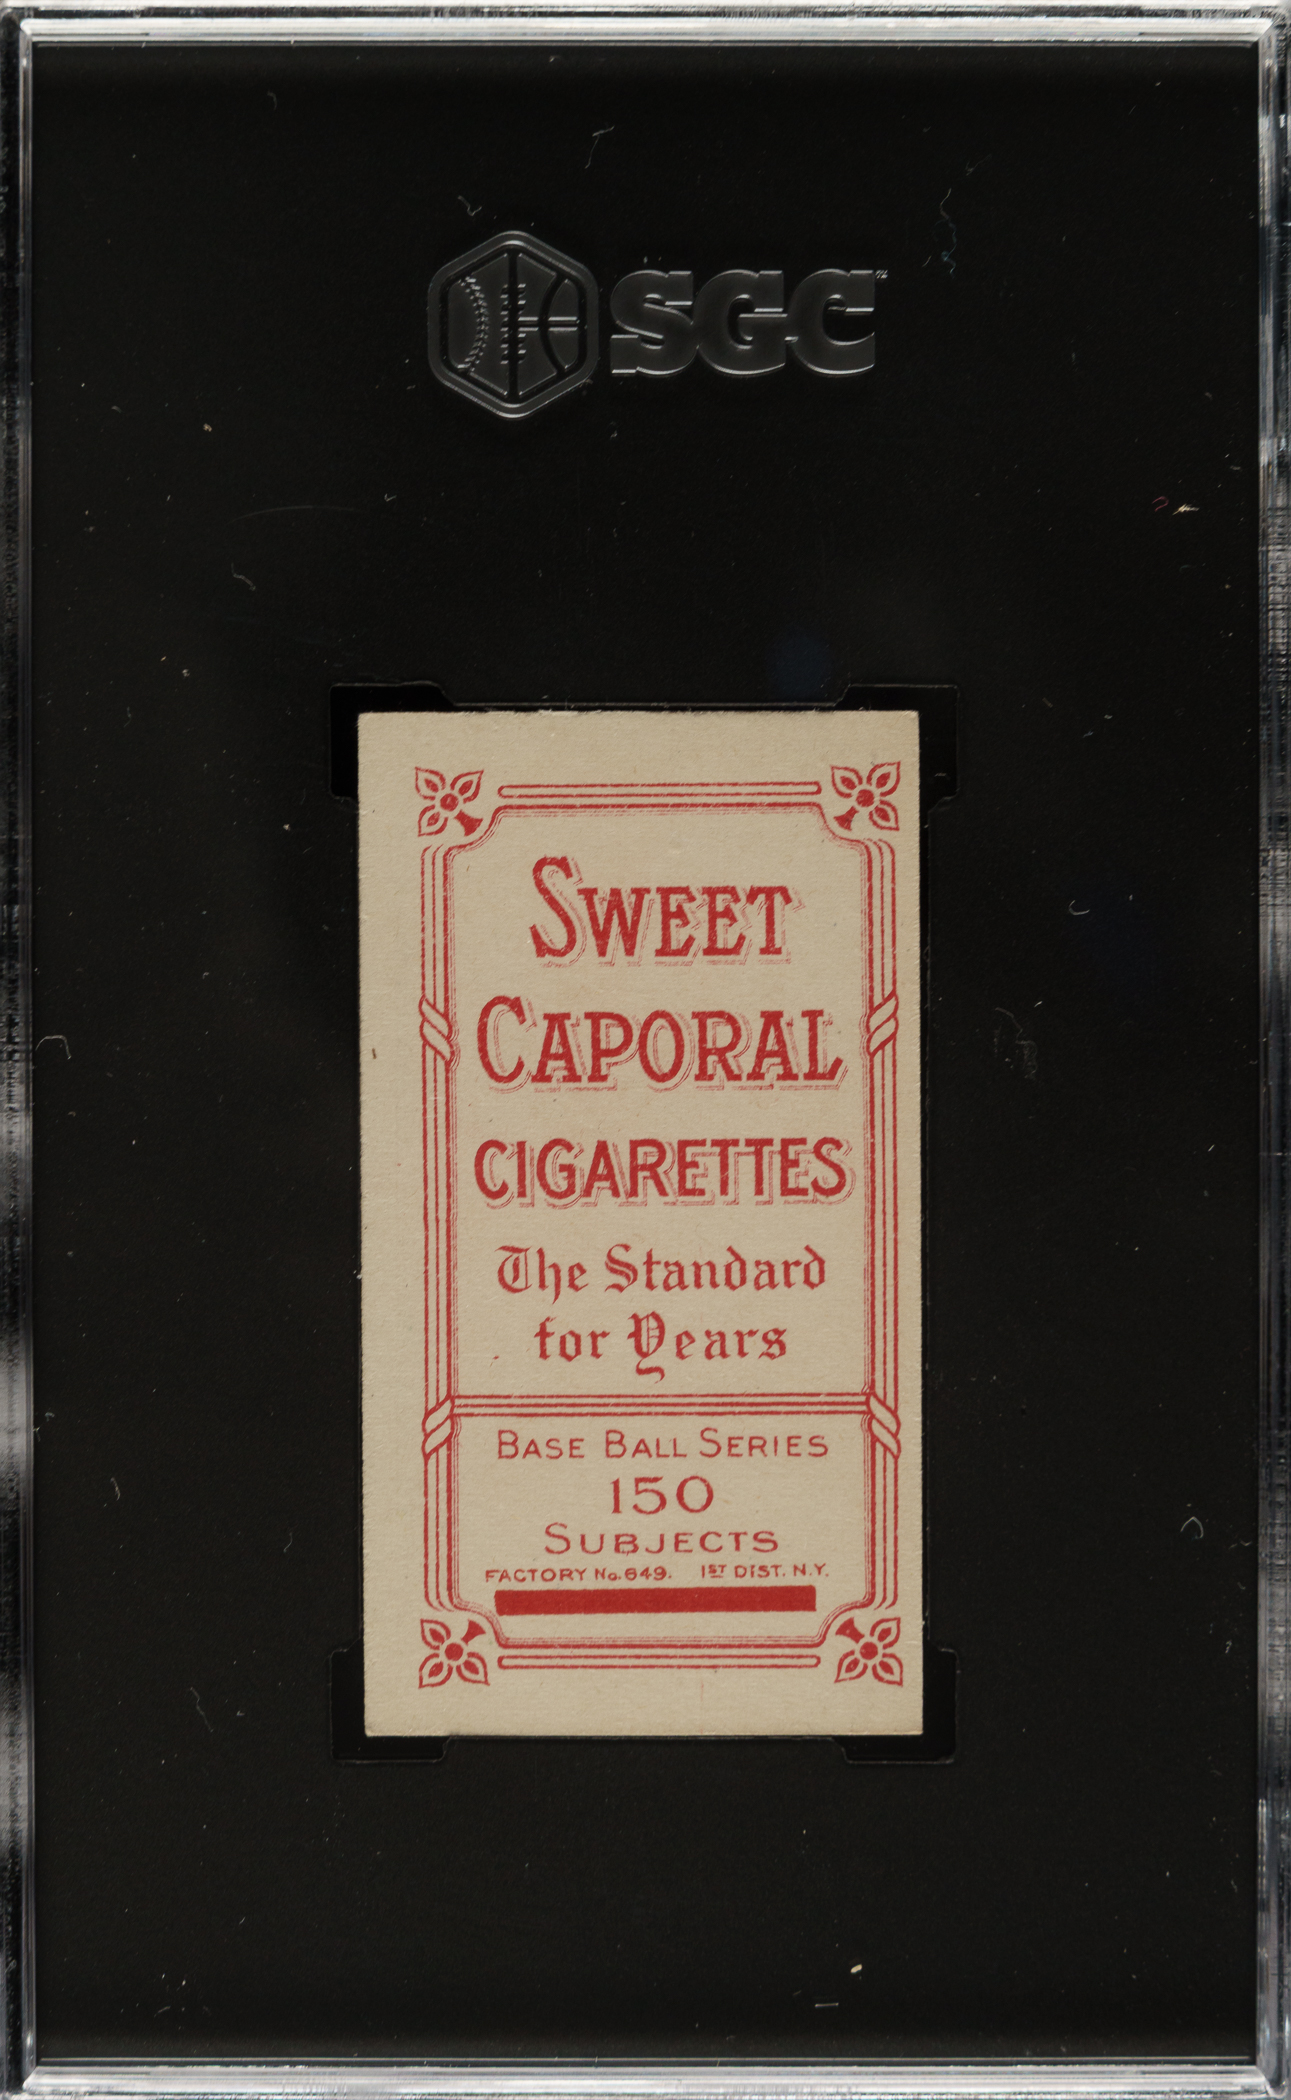 SGC
SWEET
CAPORAL
CIGARETTES
The Standard
for Years
BASE BALL SERIES
150
SUBJECTS
FACTORY No. 649. 1ST DIST. N.Y.